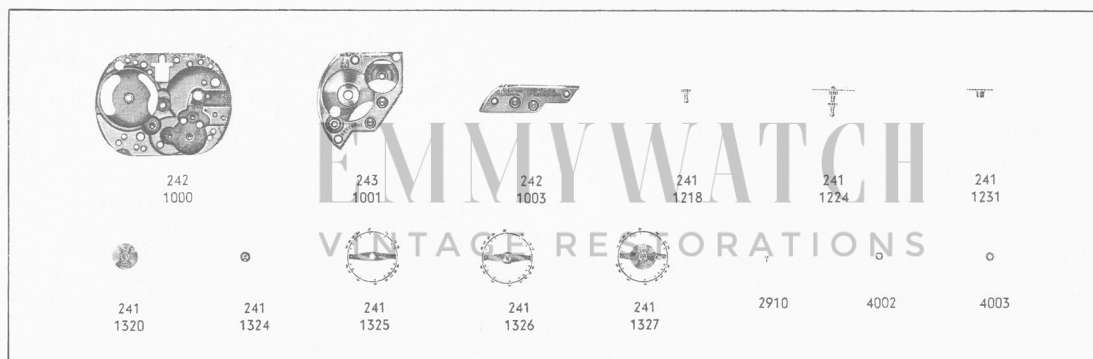 242 243 242 241 241 241
1000 1001 1003 1218 1224 1231
EMMYWATCH
VINTAGE RESTORATIONS
241 241 241 241 241 2910 4002 4003
1320 1324 1325 1326 1327